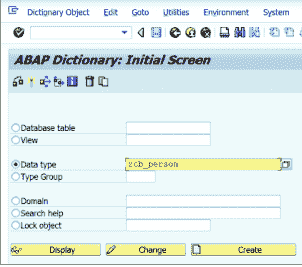 Dictionary Object Edit Goto Utilities Environment System
ABAP Dictionary: Initial Screen
Database table
View
Data type zcb_person
Type Group
Domain
Search help
Lock object
Display Change Create